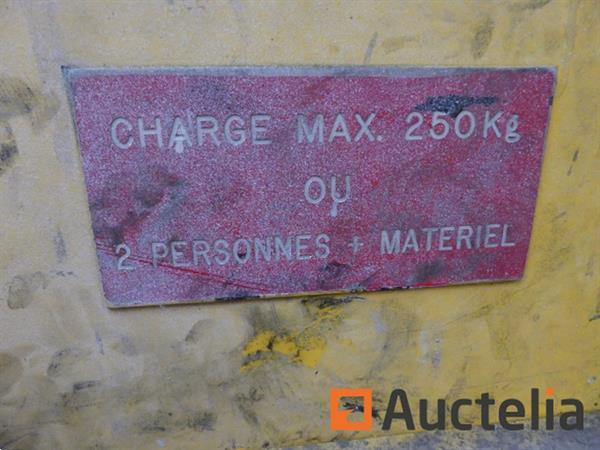 CHARGE MAX. 250Kg
OU
2 PERSONNES + MATERIEL
Auctelia